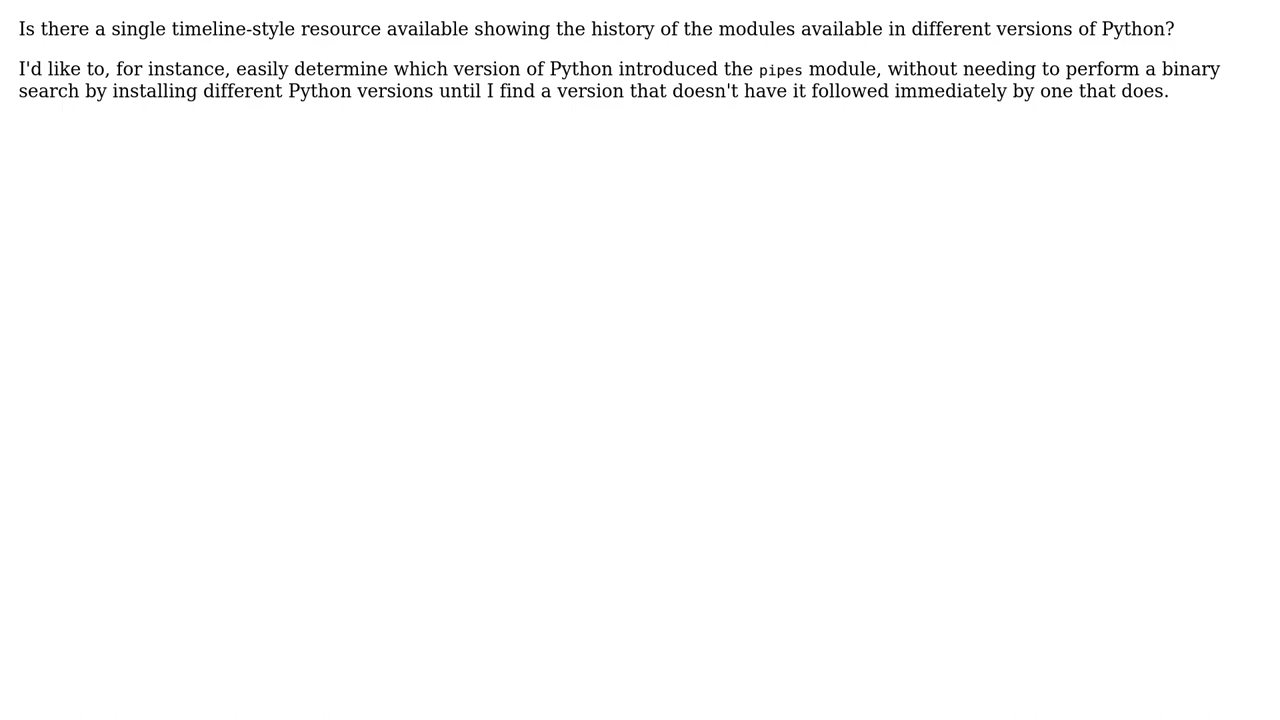 Is there a single timeline-style resource available showing the history of the modules available in different versions of Python?
I'd like to, for instance, easily determine which version of Python introduced the pipes module, without needing to perform a binary
search by installing different Python versions until I find a version that doesn't have it followed immediately by one that does.